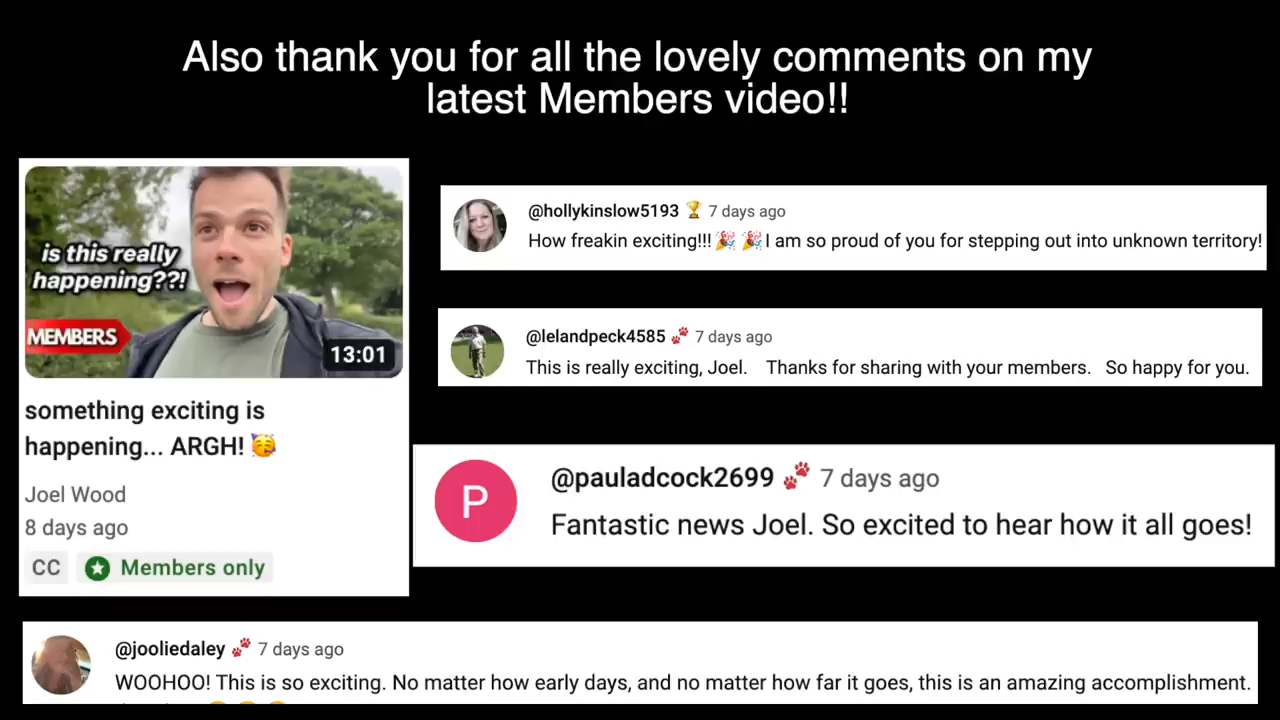 Also thank you for all the lovely comments on my
latest Members video!!
is this really
happening??!
MEMBERS
13:01
something exciting is
happening... ARGH! 🥳
Joel Wood
8 days ago
CC Members only
@hollykinslow5193 🏆 7 days ago
How freakin exciting!!! 🎉 🎉 I am so proud of you for stepping out into unknown territory!
@lelandpeck4585 🐾 7 days ago
This is really exciting, Joel. Thanks for sharing with your members. So happy for you.
P
@pauladcock2699 🐾 7 days ago
Fantastic news Joel. So excited to hear how it all goes!
@jooliedaley 🐾 7 days ago
WOOHOO! This is so exciting. No matter how early days, and no matter how far it goes, this is an amazing accomplishment.